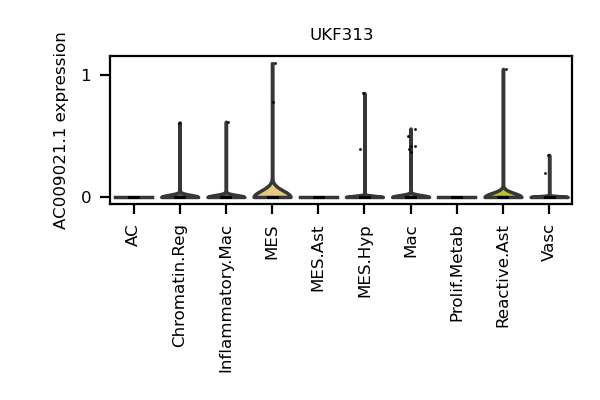 UKF313
AC009021.1 expression
1
0
AC
Chromatin.Reg
Inflammatory.Mac
MES
MES.Ast
MES.Hyp
Mac
Prolif.Metab
Reactive.Ast
Vasc